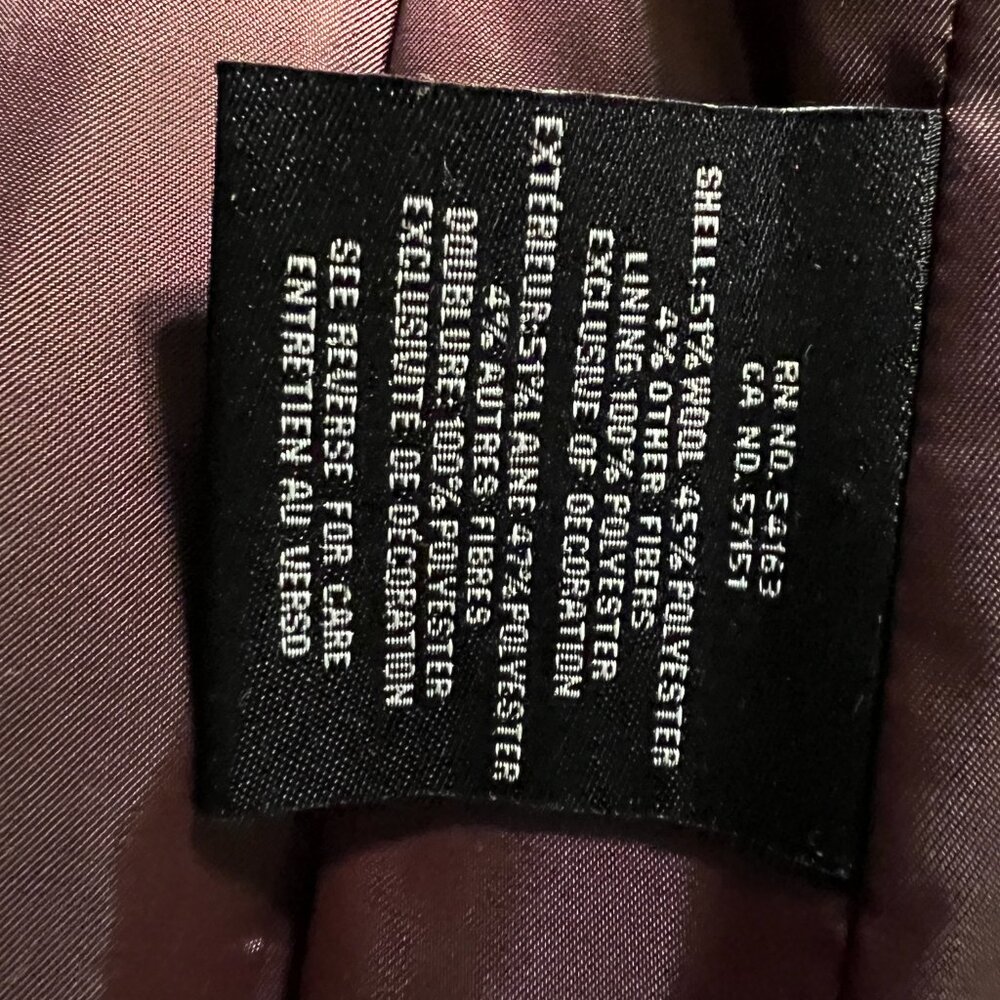 RN NO. 54163
CA NO. 57151
SHELL:51% WOOL 45% POLYESTER
4% OTHER FIBERS
LINING 100% POLYESTER
EXCLUSIVE OF DECORATION
EXTÉRIEUR:51% LAINE 47% POLYESTER
4% AUTRES FIBRES
DOUBLURE 100% POLYESTER
EXCLUSIVITE DE DÉCORATION
SEE REVERSE FOR CARE
ENTRETIEN AU VERSO